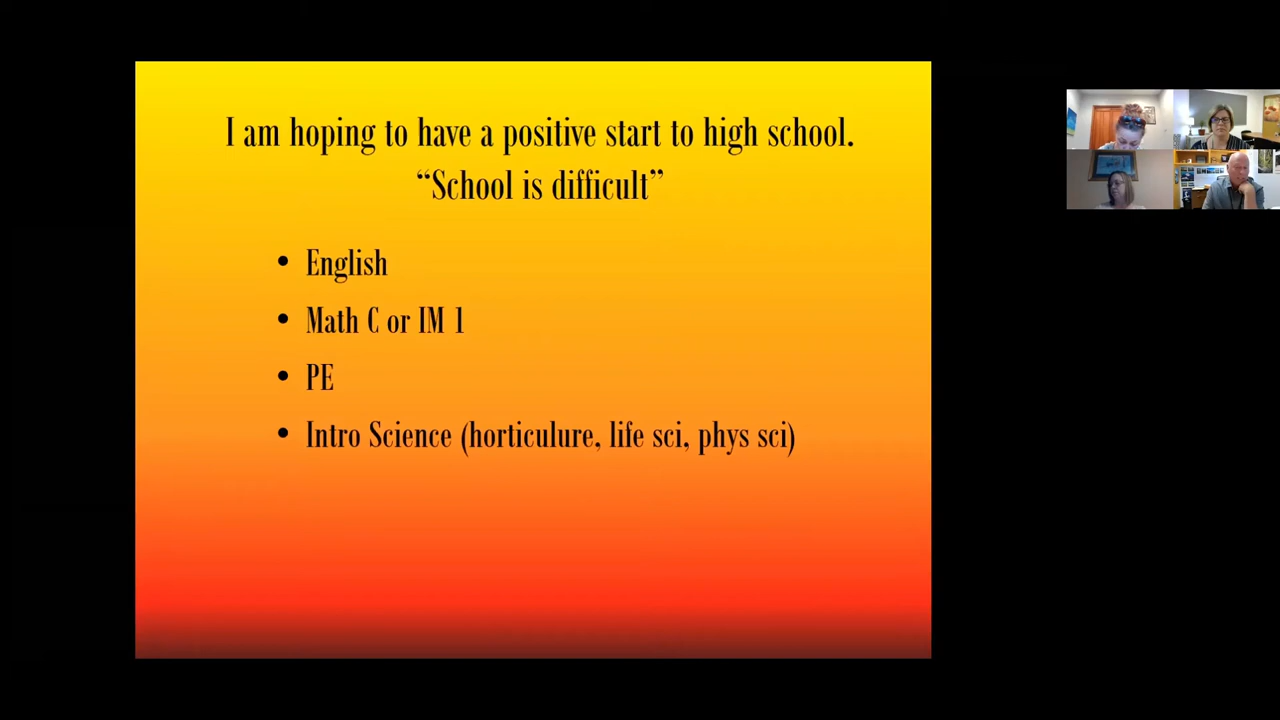 I am hoping to have a positive start to high school.
“School is difficult”
• English
• Math C or IM 1
• PE
• Intro Science (horticulure, life sci, phys sci)